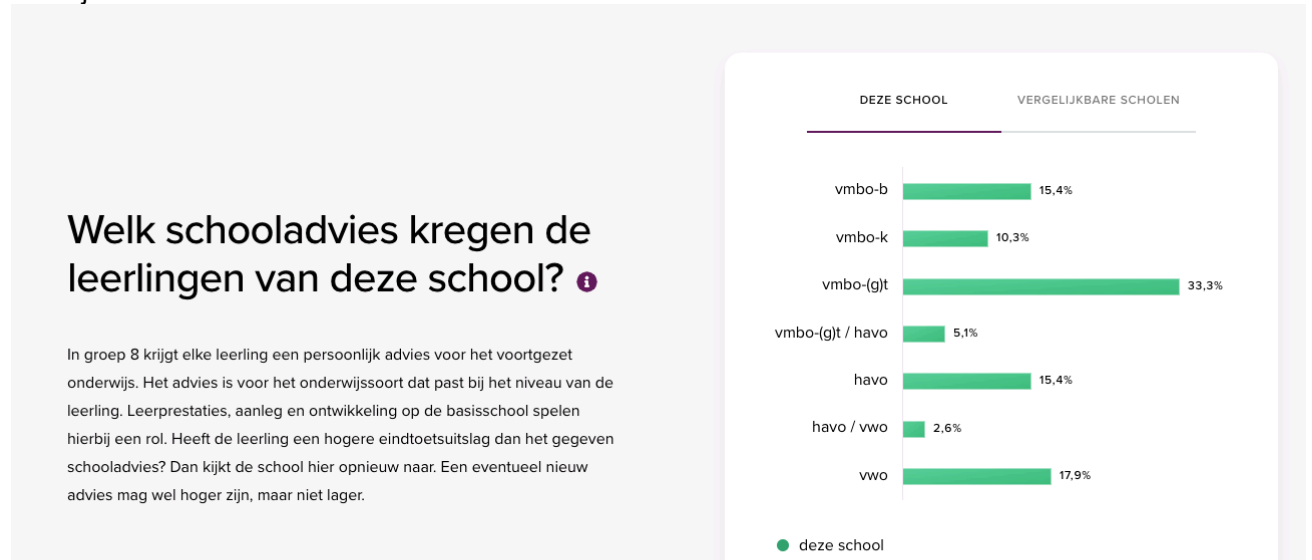 Welk schooladvies kregen de
leerlingen van deze school?
In groep 8 krijgt elke leerling een persoonlijk advies voor het voortgezet
onderwijs. Het advies is voor het onderwijssoort dat past bij het niveau van de
leerling. Leerprestaties, aanleg en ontwikkeling op de basisschool spelen
hierbij een rol. Heeft de leerling een hogere eindtoetsuitslag dan het gegeven
schooladvies? Dan kijkt de school hier opnieuw naar. Een eventueel nieuw
advies mag wel hoger zijn, maar niet lager.
DEZE SCHOOL VERGELIJKBARE SCHOLEN
vmbo-b 15,4%
vmbo-k 10,3%
vmbo-(g)t 33,3%
vmbo-(g)t / havo 5,1%
havo 15,4%
havo / vwo 2,6%
vwo 17,9%
deze school